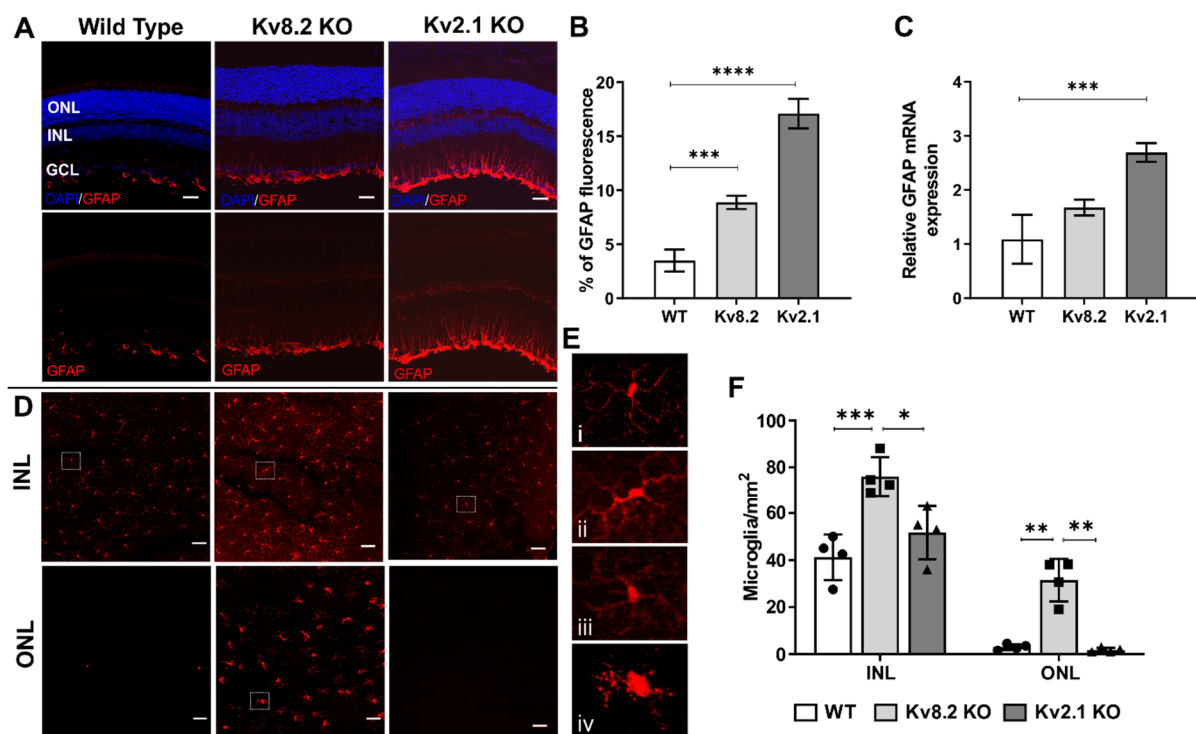 A
Wild Type
Kv8.2 KO
Kv2.1 KO
ONL
INL
GCL
DAPI/GFAP
DAPI/GFAP
DAPI/GFAP
GFAP
GFAP
GFAP
B
% of GFAP fluorescence
20
15
10
5
0
****
***
WT
Kv8.2
Kv2.1
C
Relative GFAP mRNA
expression
4
3
2
1
0
***
WT
Kv8.2
Kv2.1
D
INL
ONL
E
i
ii
iii
iv
F
Microglia/mm²
100
80
60
40
20
0
***
*
**
**
INL
ONL
WT
Kv8.2 KO
Kv2.1 KO